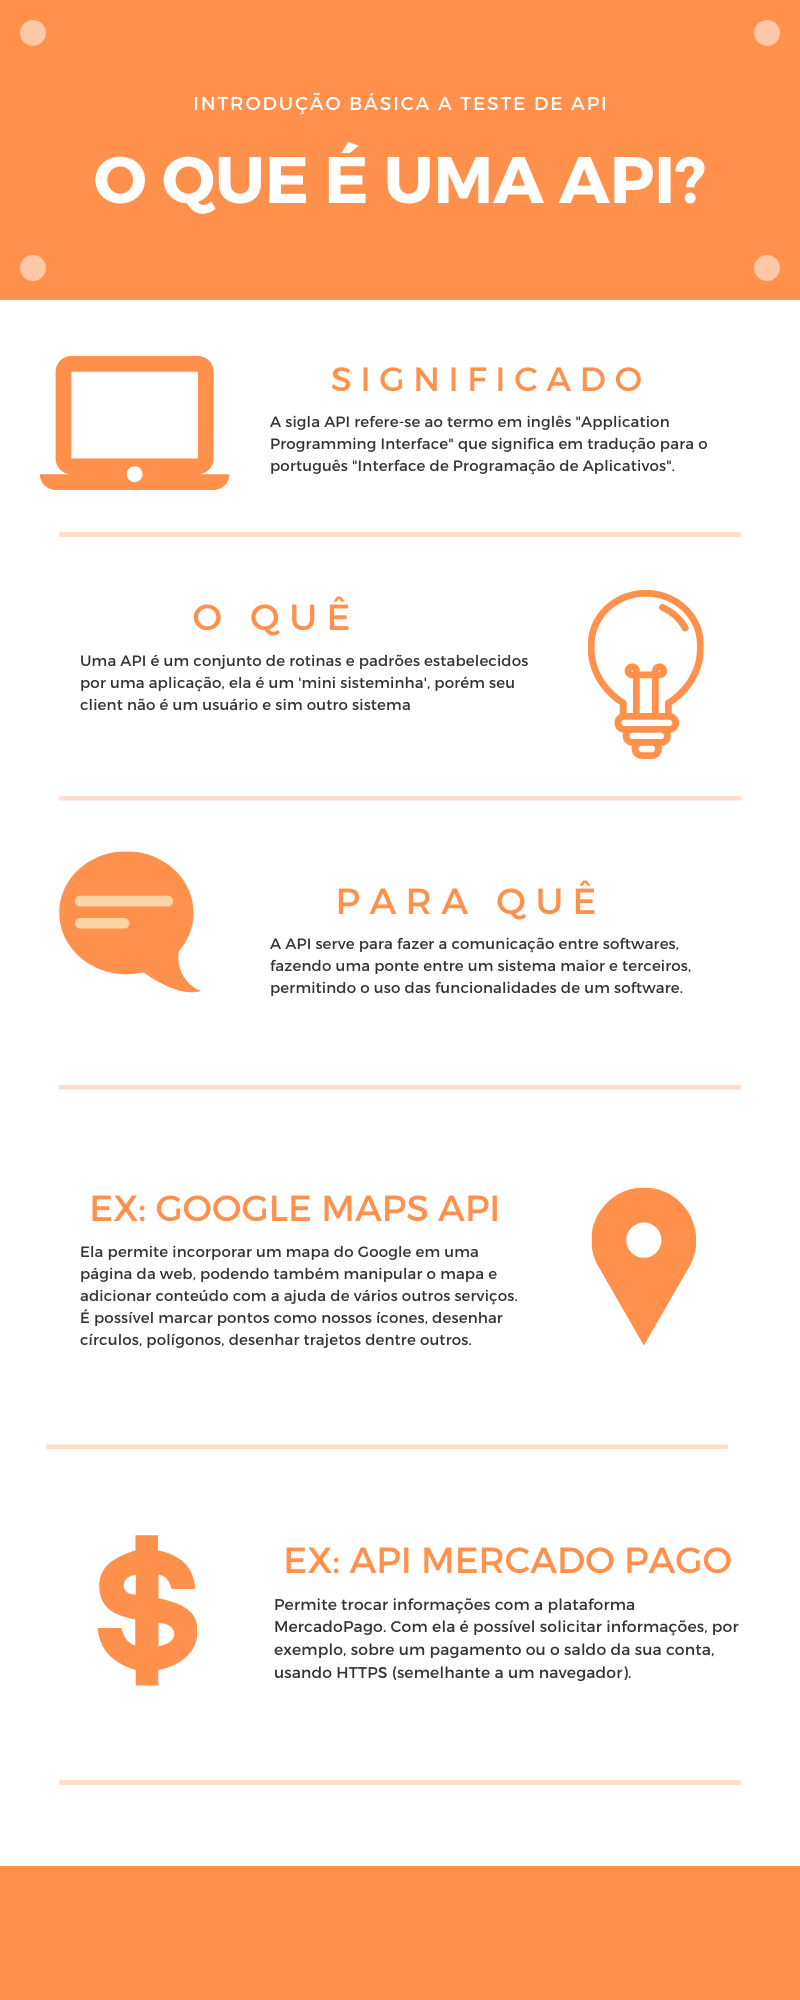 INTRODUÇÃO BÁSICA A TESTE DE API
O QUE É UMA API?
SIGNIFICADO
A sigla API refere-se ao termo em inglês "Application
Programming Interface" que significa em tradução para o
português "Interface de Programação de Aplicativos".
O QUÊ
Uma API é um conjunto de rotinas e padrões estabelecidos
por uma aplicação, ela é um 'mini sisteminha', porém seu
client não é um usuário e sim outro sistema
PARA QUÊ
A API serve para fazer a comunicação entre softwares,
fazendo uma ponte entre um sistema maior e terceiros,
permitindo o uso das funcionalidades de um software.
EX: GOOGLE MAPS API
Ela permite incorporar um mapa do Google em uma
página da web, podendo também manipular o mapa e
adicionar conteúdo com a ajuda de vários outros serviços.
É possível marcar pontos como nossos ícones, desenhar
círculos, polígonos, desenhar trajetos dentre outros.
EX: API MERCADO PAGO
Permite trocar informações com a plataforma
MercadoPago. Com ela é possível solicitar informações, por
exemplo, sobre um pagamento ou o saldo da sua conta,
usando HTTPS (semelhante a um navegador).